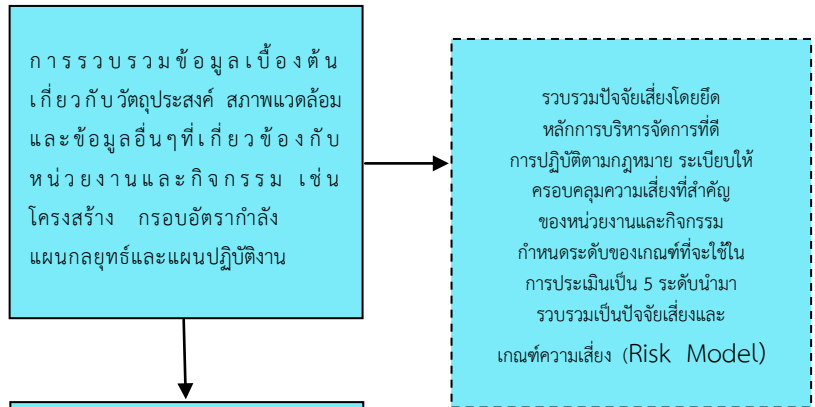 การรวบรวมข้อมูลเบื้องต้น
เกี่ยวกับวัตถุประสงค์ สภาพแวดล้อม
และข้อมูลอื่นๆที่เกี่ยวข้องกับ
หน่วยงานและกิจกรรม เช่น
โครงสร้าง กรอบอัตรากำลัง
แผนกลยุทธ์และแผนปฏิบัติงาน
รวบรวมปัจจัยเสี่ยงโดยยึด
หลักการบริหารจัดการที่ดี
การปฏิบัติตามกฎหมาย ระเบียบให้
ครอบคลุมความเสี่ยงที่สำคัญ
ของหน่วยงานและกิจกรรม
กำหนดระดับของเกณฑ์ที่จะใช้ใน
การประเมินเป็น 5 ระดับนำมา
รวบรวมเป็นปัจจัยเสี่ยงและ
เกณฑ์ความเสี่ยง (Risk Model)